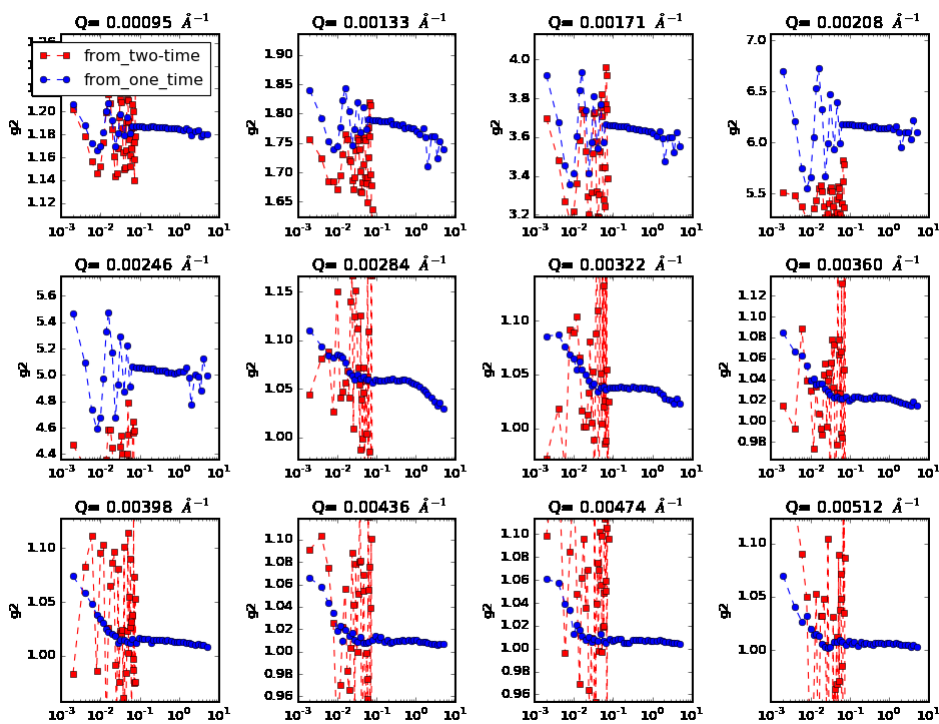 Q= 0.00095 Å⁻¹
Q= 0.00133 Å⁻¹
Q= 0.00171 Å⁻¹
Q= 0.00208 Å⁻¹
from_two-time
from_one_time
g2
1.20
1.18
1.16
1.14
1.12
10⁻³ 10⁻² 10⁻¹ 10⁰ 10¹
g2
1.90
1.85
1.80
1.75
1.70
1.65
10⁻³ 10⁻² 10⁻¹ 10⁰ 10¹
g2
4.0
3.8
3.6
3.4
3.2
10⁻³ 10⁻² 10⁻¹ 10⁰ 10¹
g2
7.0
6.5
6.0
5.5
10⁻³ 10⁻² 10⁻¹ 10⁰ 10¹
Q= 0.00246 Å⁻¹
Q= 0.00284 Å⁻¹
Q= 0.00322 Å⁻¹
Q= 0.00360 Å⁻¹
g2
5.6
5.4
5.2
5.0
4.8
4.6
4.4
10⁻³ 10⁻² 10⁻¹ 10⁰ 10¹
g2
1.15
1.10
1.05
1.00
10⁻³ 10⁻² 10⁻¹ 10⁰ 10¹
g2
1.10
1.05
1.00
10⁻³ 10⁻² 10⁻¹ 10⁰ 10¹
g2
1.12
1.10
1.08
1.06
1.04
1.02
1.00
0.98
10⁻³ 10⁻² 10⁻¹ 10⁰ 10¹
Q= 0.00398 Å⁻¹
Q= 0.00436 Å⁻¹
Q= 0.00474 Å⁻¹
Q= 0.00512 Å⁻¹
g2
1.10
1.05
1.00
10⁻³ 10⁻² 10⁻¹ 10⁰ 10¹
g2
1.10
1.08
1.06
1.04
1.02
1.00
0.98
0.96
10⁻³ 10⁻² 10⁻¹ 10⁰ 10¹
g2
1.10
1.08
1.06
1.04
1.02
1.00
0.98
0.96
10⁻³ 10⁻² 10⁻¹ 10⁰ 10¹
g2
1.10
1.05
1.00
10⁻³ 10⁻² 10⁻¹ 10⁰ 10¹